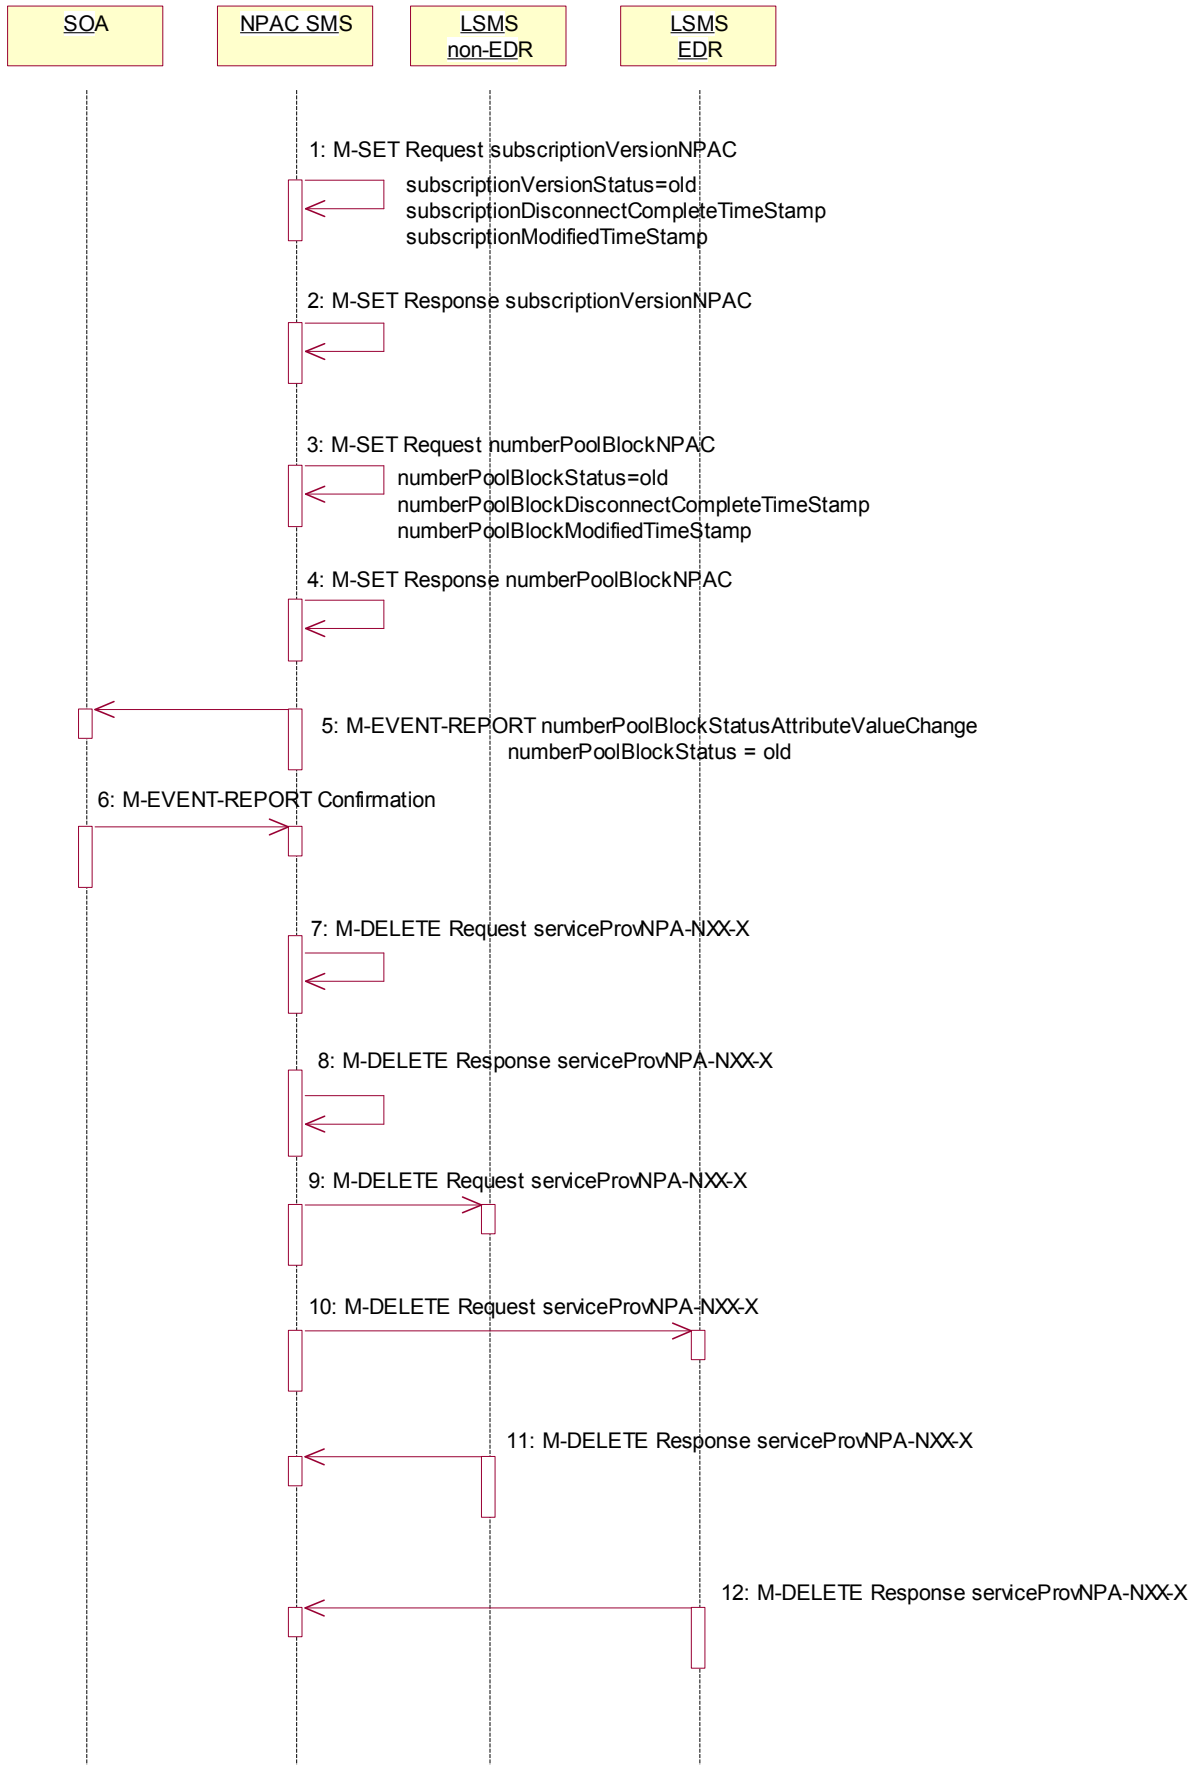 SOA
NPAC SMS
LSMS
non-EDR
LSMS
EDR
1: M-SET Request subscriptionVersionNPAC
subscriptionVersionStatus=old
subscriptionDisconnectCompleteTimeStamp
subscriptionModifiedTimeStamp
2: M-SET Response subscriptionVersionNPAC
3: M-SET Request numberPoolBlockNPAC
numberPoolBlockStatus=old
numberPoolBlockDisconnectCompleteTimeStamp
numberPoolBlockModifiedTimeStamp
4: M-SET Response numberPoolBlockNPAC
5: M-EVENT-REPORT numberPoolBlockStatusAttributeValueChange
numberPoolBlockStatus = old
6: M-EVENT-REPORT Confirmation
7: M-DELETE Request serviceProvNPA-NXX-X
8: M-DELETE Response serviceProvNPA-NXX-X
9: M-DELETE Request serviceProvNPA-NXX-X
10: M-DELETE Request serviceProvNPA-NXX-X
11: M-DELETE Response serviceProvNPA-NXX-X
12: M-DELETE Response serviceProvNPA-NXX-X